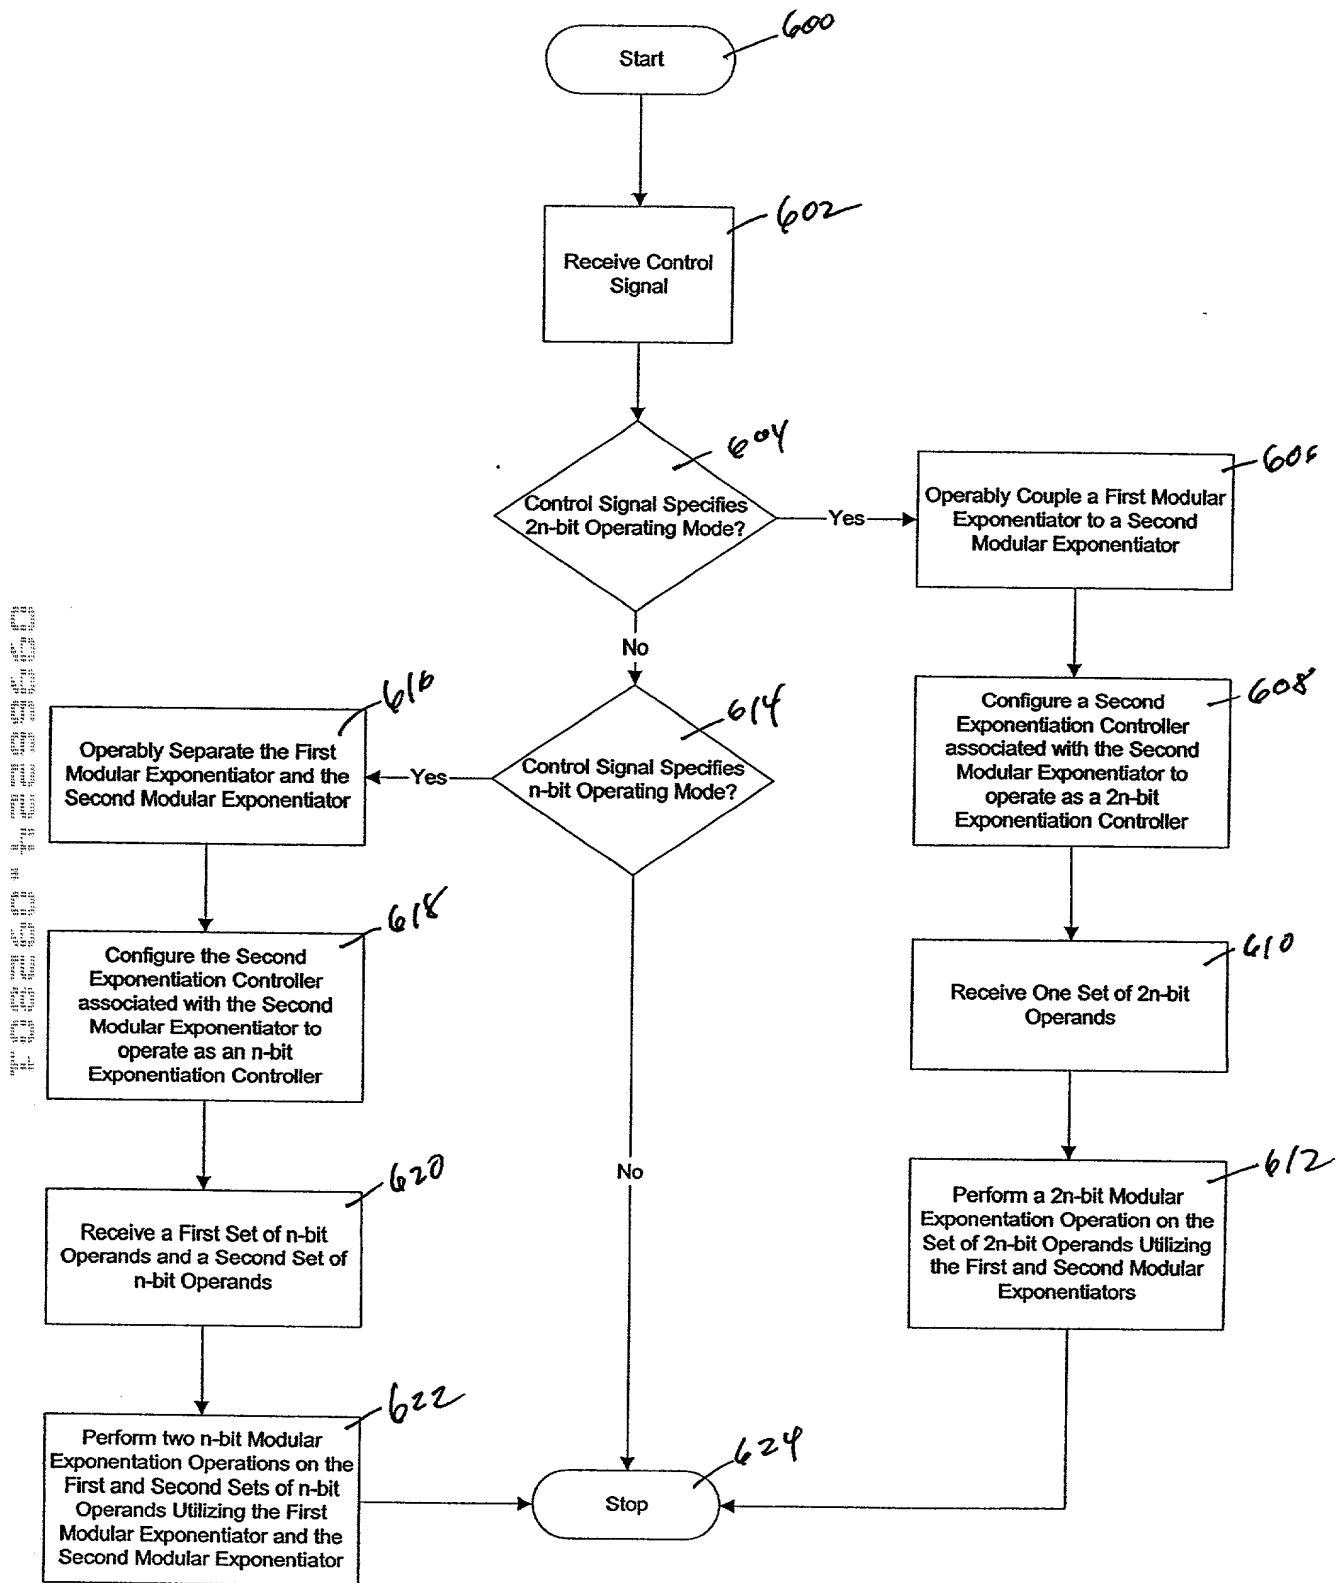 600
Start
602
Receive Control
Signal
604
Control Signal Specifies
2n-bit Operating Mode?
Yes
606
Operably Couple a First Modular
Exponentiator to a Second
Modular Exponentiator
No
608
Configure a Second
Exponentiation Controller
associated with the Second
Modular Exponentiator to
operate as a 2n-bit
Exponentiation Controller
616
Operably Separate the First
Modular Exponentiator and the
Second Modular Exponentiator
Yes
614
Control Signal Specifies
n-bit Operating Mode?
618
Configure the Second
Exponentiation Controller
associated with the Second
Modular Exponentiator to
operate as an n-bit
Exponentiation Controller
610
Receive One Set of 2n-bit
Operands
No
620
Receive a First Set of n-bit
Operands and a Second Set of
n-bit Operands
612
Perform a 2n-bit Modular
Exponentation Operation on the
Set of 2n-bit Operands Utilizing
the First and Second Modular
Exponentiators
622
Perform two n-bit Modular
Exponentation Operations on the
First and Second Sets of n-bit
Operands Utilizing the First
Modular Exponentiator and the
Second Modular Exponentiator
624
Stop